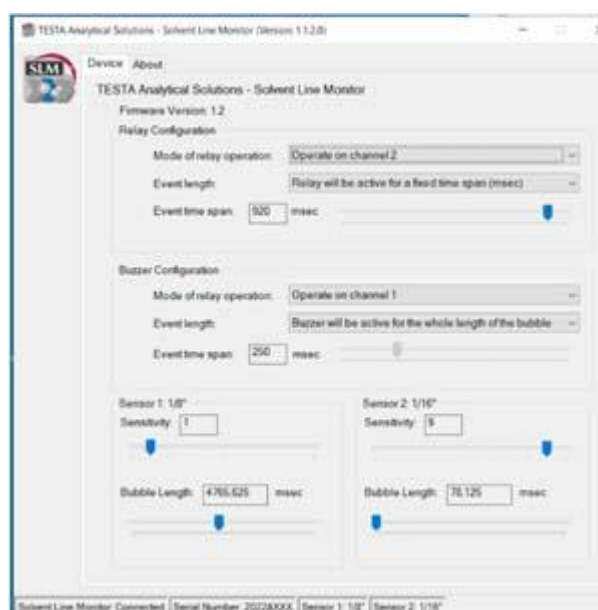 TESTA Analytical Solutions - Solvent Line Monitor (Version: 1.1.2.0)
SLM
2
Device About
TESTA Analytical Solutions - Solvent Line Monitor
Firmware Version: 1.2
Relay Configuration
Mode of relay operation: Operate on channel 2
Event length: Relay will be active for a fixed time span (msec)
Event time span: 920 msec
Buzzer Configuration
Mode of relay operation: Operate on channel 1
Event length: Buzzer will be active for the whole length of the bubble
Event time span: 250 msec
Sensor 1: 1/8" Sensor 2: 1/16"
Sensitivity: 1 Sensitivity: 9
Bubble Length: 4765.625 msec Bubble Length: 78.125 msec
Solvent Line Monitor: Connected Serial Number: 2022AXXX Sensor 1: 1/8" Sensor 2: 1/16"